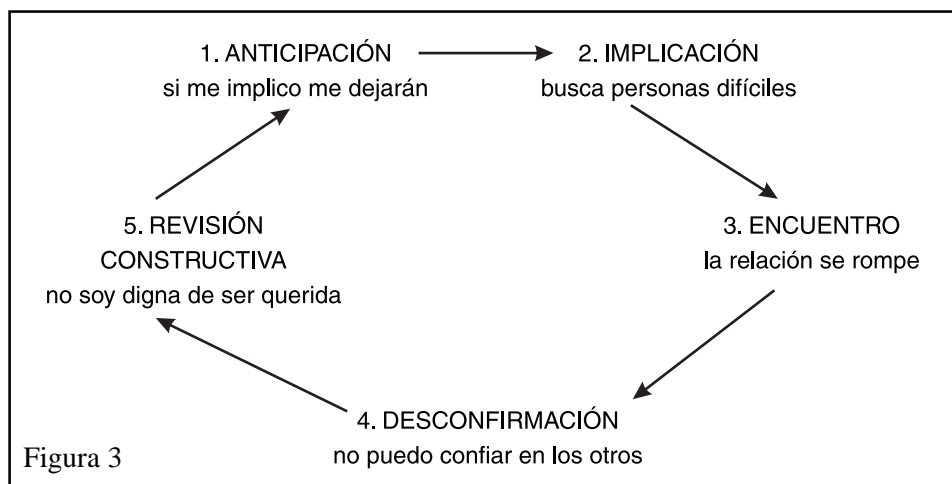 1. ANTICIPACIÓN
si me implico me dejarán
2. IMPLICACIÓN
busca personas difíciles
3. ENCUENTRO
la relación se rompe
4. DESCONFIRMACIÓN
no puedo confiar en los otros
5. REVISIÓN
CONSTRUCTIVA
no soy digna de ser querida
Figura 3